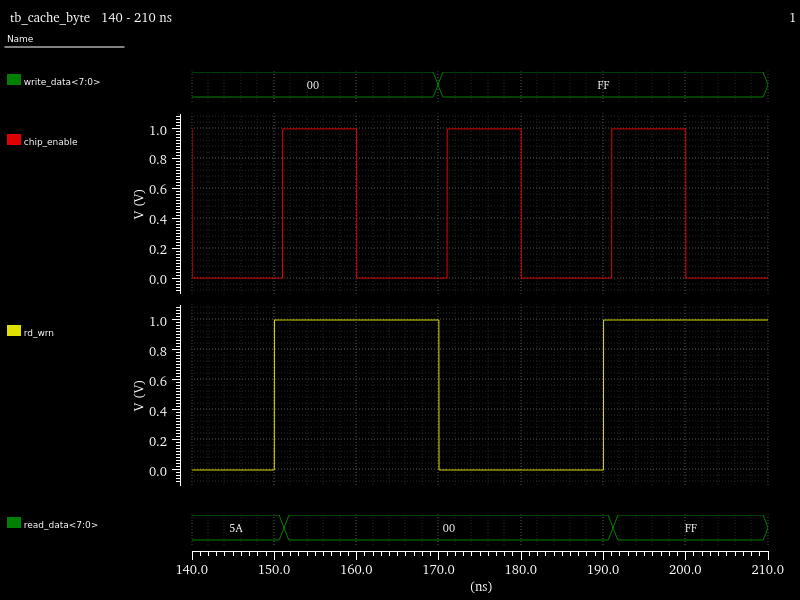 tb_cache_byte 140 - 210 ns 1
Name
write_data<7:0> 00 FF
chip_enable
V (V)
1.0
0.8
0.6
0.4
0.2
0.0
rd_wrn
V (V)
1.0
0.8
0.6
0.4
0.2
0.0
read_data<7:0> 5A 00 FF
140.0 150.0 160.0 170.0 180.0 190.0 200.0 210.0
(ns)